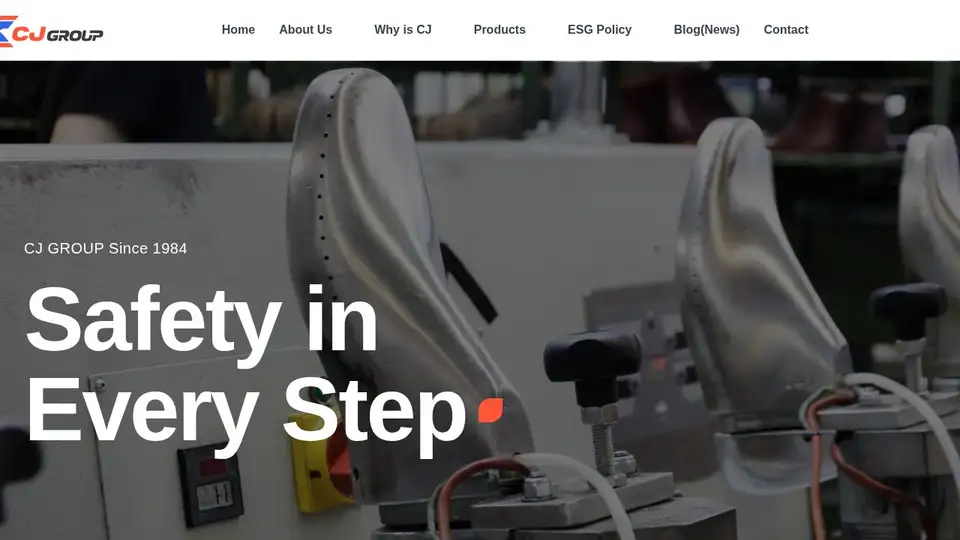 CJ GROUP
Home About Us Why is CJ Products ESG Policy Blog(News) Contact
CJ GROUP Since 1984
Safety in
Every Step